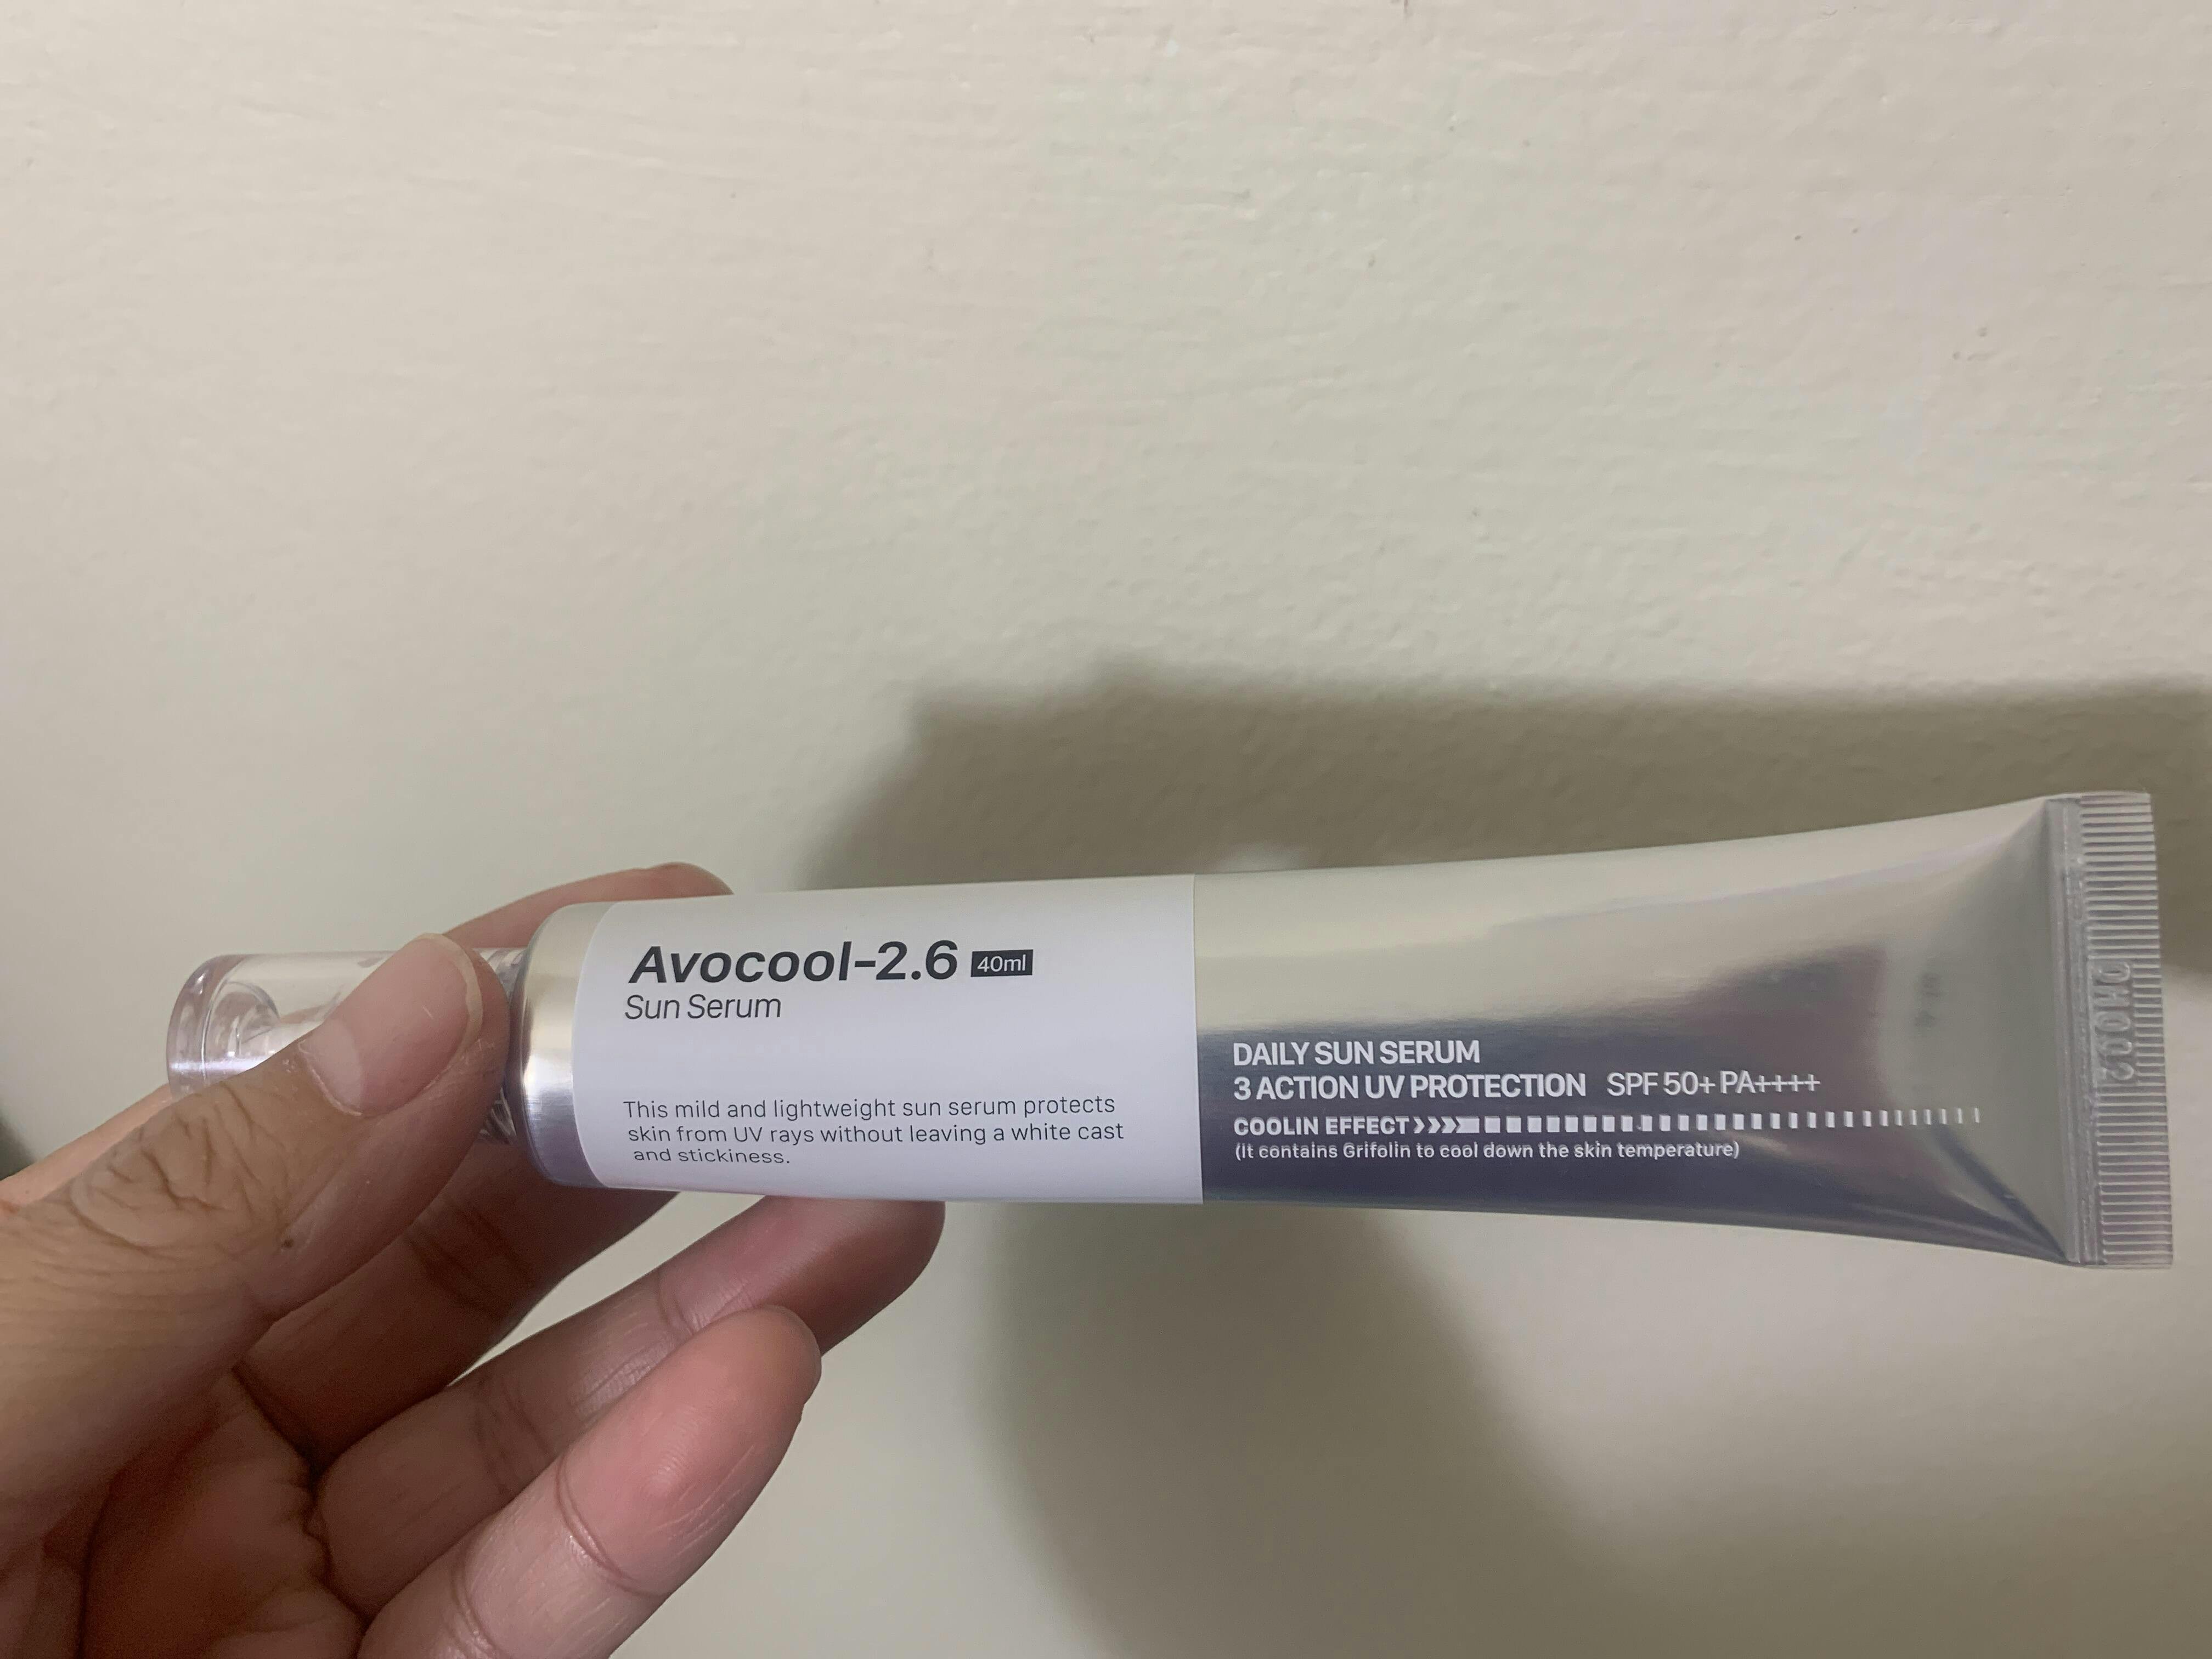 Avocool-2.6 40ml
Sun Serum
This mild and lightweight sun serum protects
skin from UV rays without leaving a white cast
and stickiness.
DAILY SUN SERUM
3 ACTION UV PROTECTION SPF 50+ PA++++
COOLIN EFFECT
(It contains Grifolin to cool down the skin temperature)